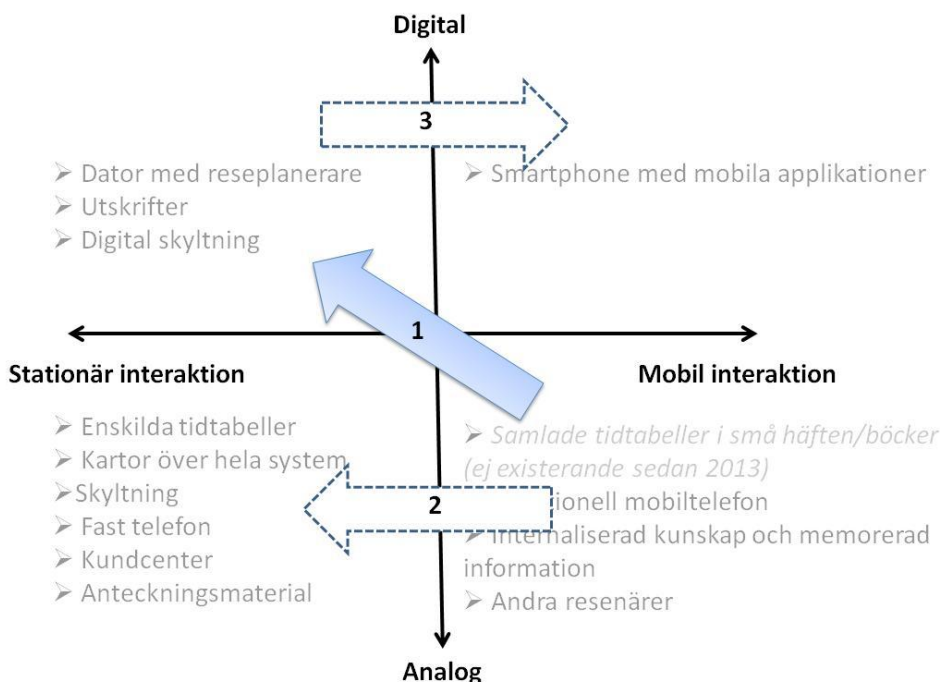 Digital
3
➢ Dator med reseplanerare
➢ Utskrifter
➢ Digital skyltning
➢ Smartphone med mobila applikationer
1
Stationär interaktion
Mobil interaktion
➢ Enskilda tidtabeller
➢ Kartor över hela system
➢Skyltning
➢ Fast telefon
➢ Kundcenter
➢ Anteckningsmaterial
2
➢ Samlade tidtabeller i små häften/böcker
(ej existerande sedan 2013)
mobiltelefon
➢ Internaliserad kunskap och memorerad
information
➢ Andra resenärer
Analog